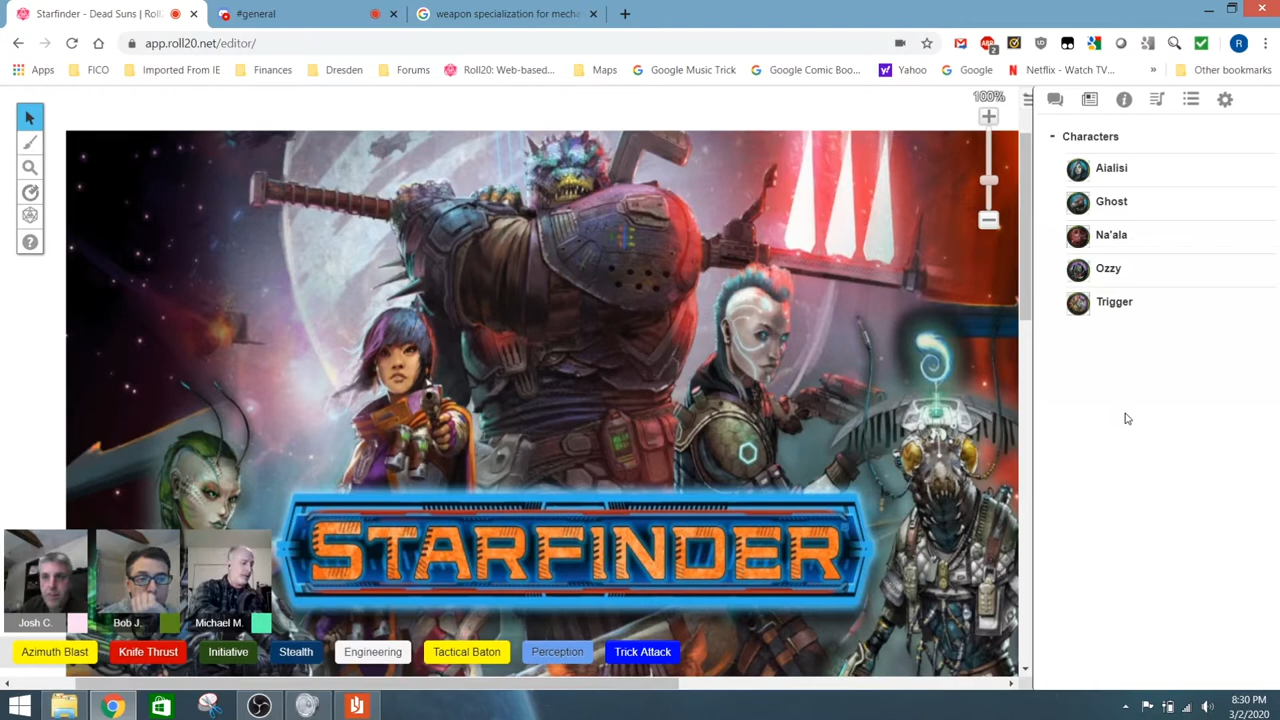 Starfinder - Dead Suns | Roll
#general
weapon specialization for mecha
app.roll20.net/editor/
2
R
Apps
FICO
Imported From IE
Finances
Dresden
Forums
Roll20: Web-based...
Maps
Google Music Trick
Google Comic Boo...
Yahoo
Google
Netflix - Watch TV...
»
Other bookmarks
100%
Characters
Aialisi
Ghost
Na'ala
Ozzy
Trigger
STARFINDER
Josh C.
Bob J.
Michael M.
Azimuth Blast
Knife Thrust
Initiative
Stealth
Engineering
Tactical Baton
Perception
Trick Attack
8:30 PM
3/2/2020